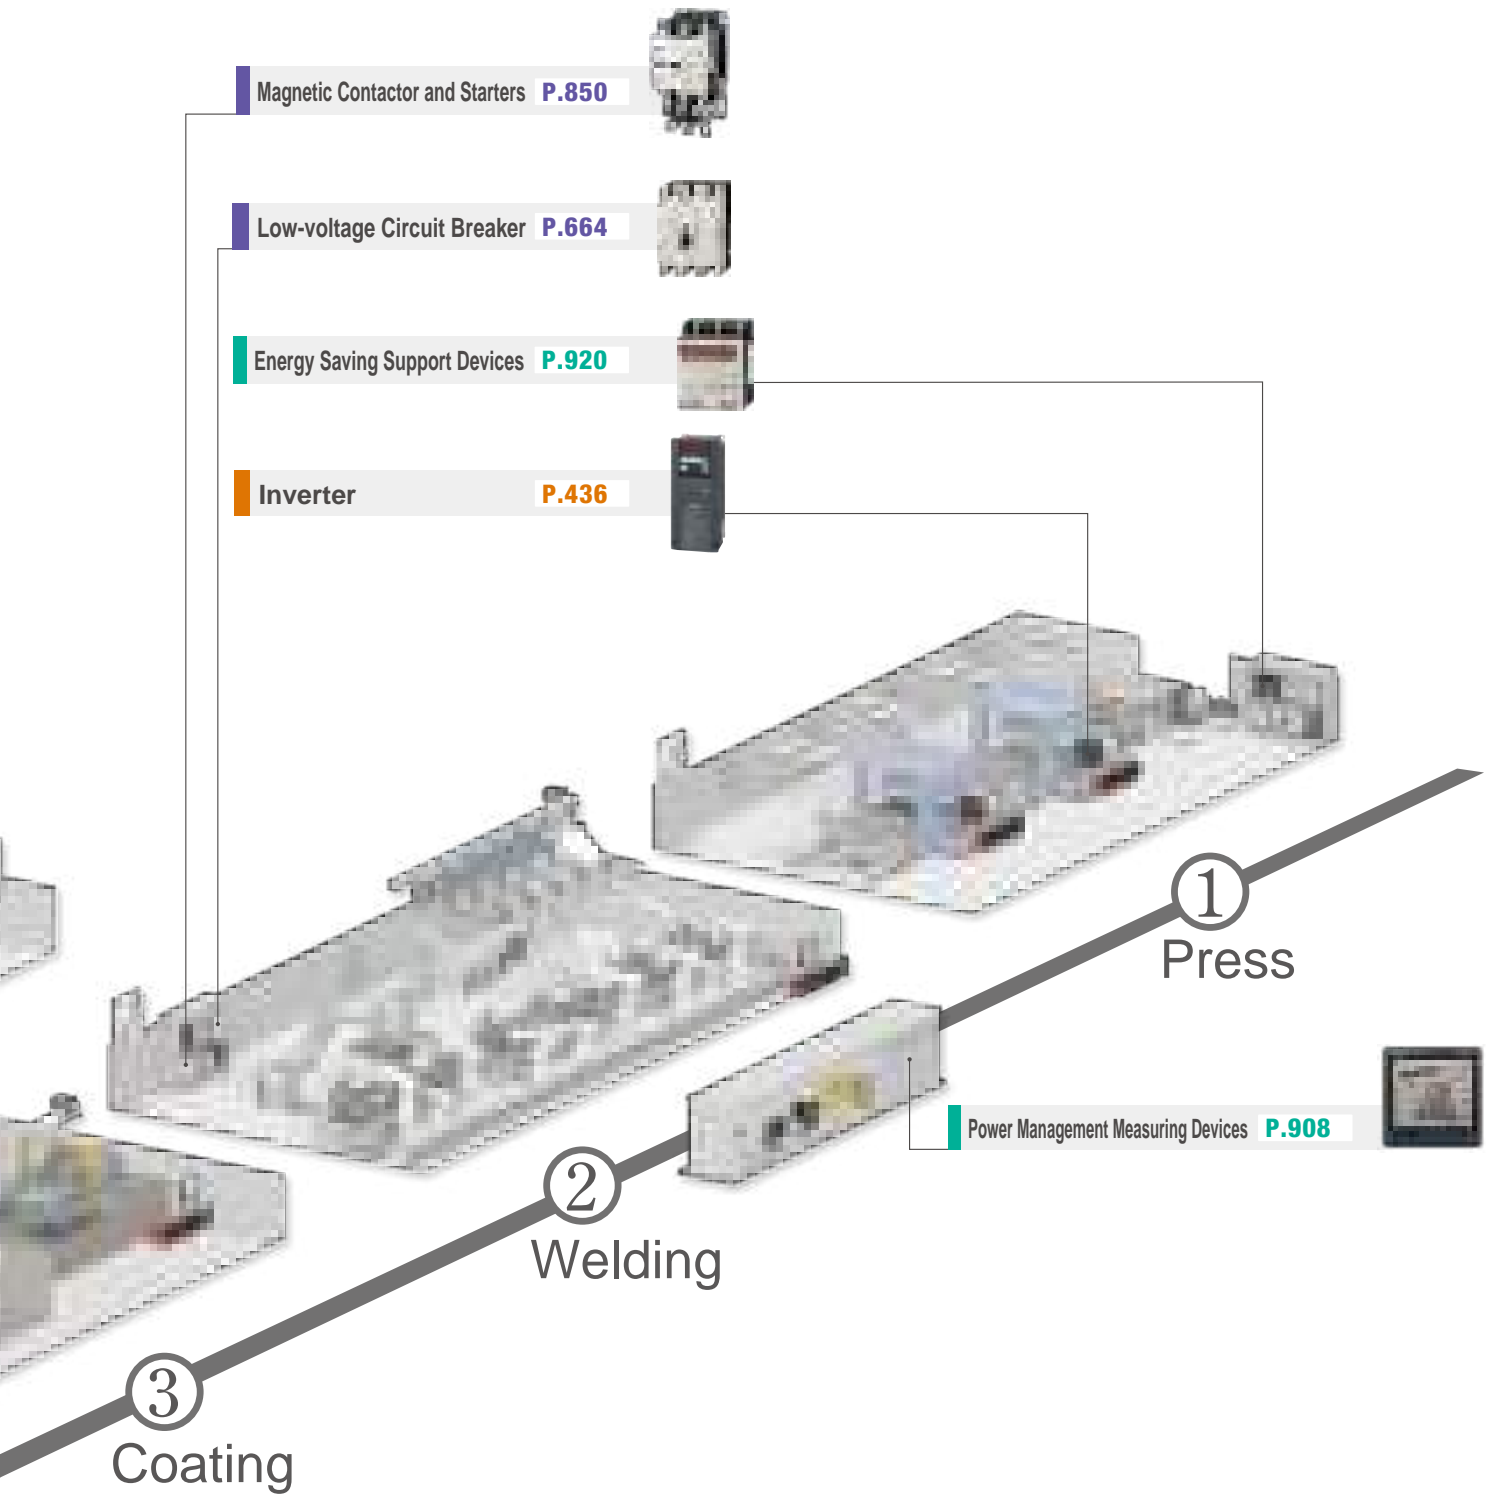 Magnetic Contactor and Starters P.850
Low-voltage Circuit Breaker P.664
Energy Saving Support Devices P.920
Inverter P.436
①
Press
Power Management Measuring Devices P.908
②
Welding
③
Coating